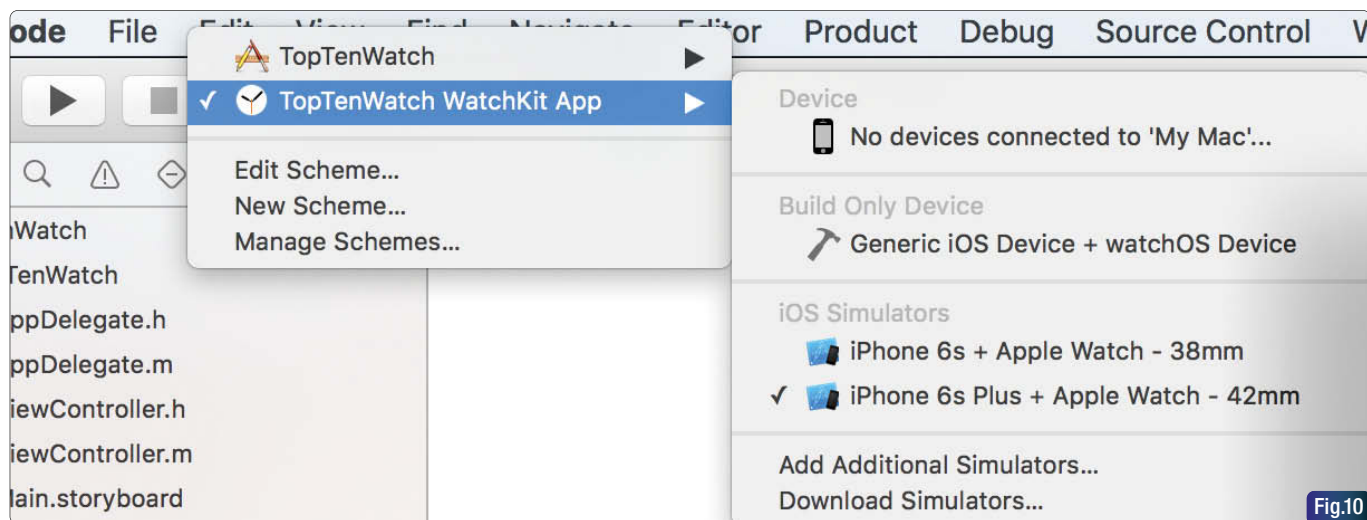 ode File Edit View Find Navigate Editor Product Debug Source Control W
TopTenWatch
TopTenWatch WatchKit App
Edit Scheme...
New Scheme...
Manage Schemes...
Device
No devices connected to 'My Mac'...
Build Only Device
Generic iOS Device + watchOS Device
iOS Simulators
iPhone 6s + Apple Watch - 38mm
iPhone 6s Plus + Apple Watch - 42mm
Add Additional Simulators...
Download Simulators...
nWatch
TenWatch
ppDelegate.h
ppDelegate.m
iewController.h
iewController.m
lain.storyboard
Fig.10